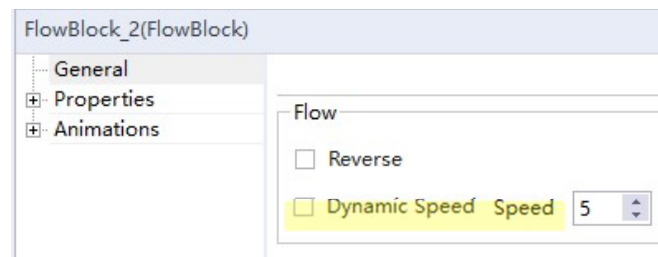 FlowBlock_2(FlowBlock)
General
Properties
Animations
Flow
Reverse
Dynamic Speed Speed 5